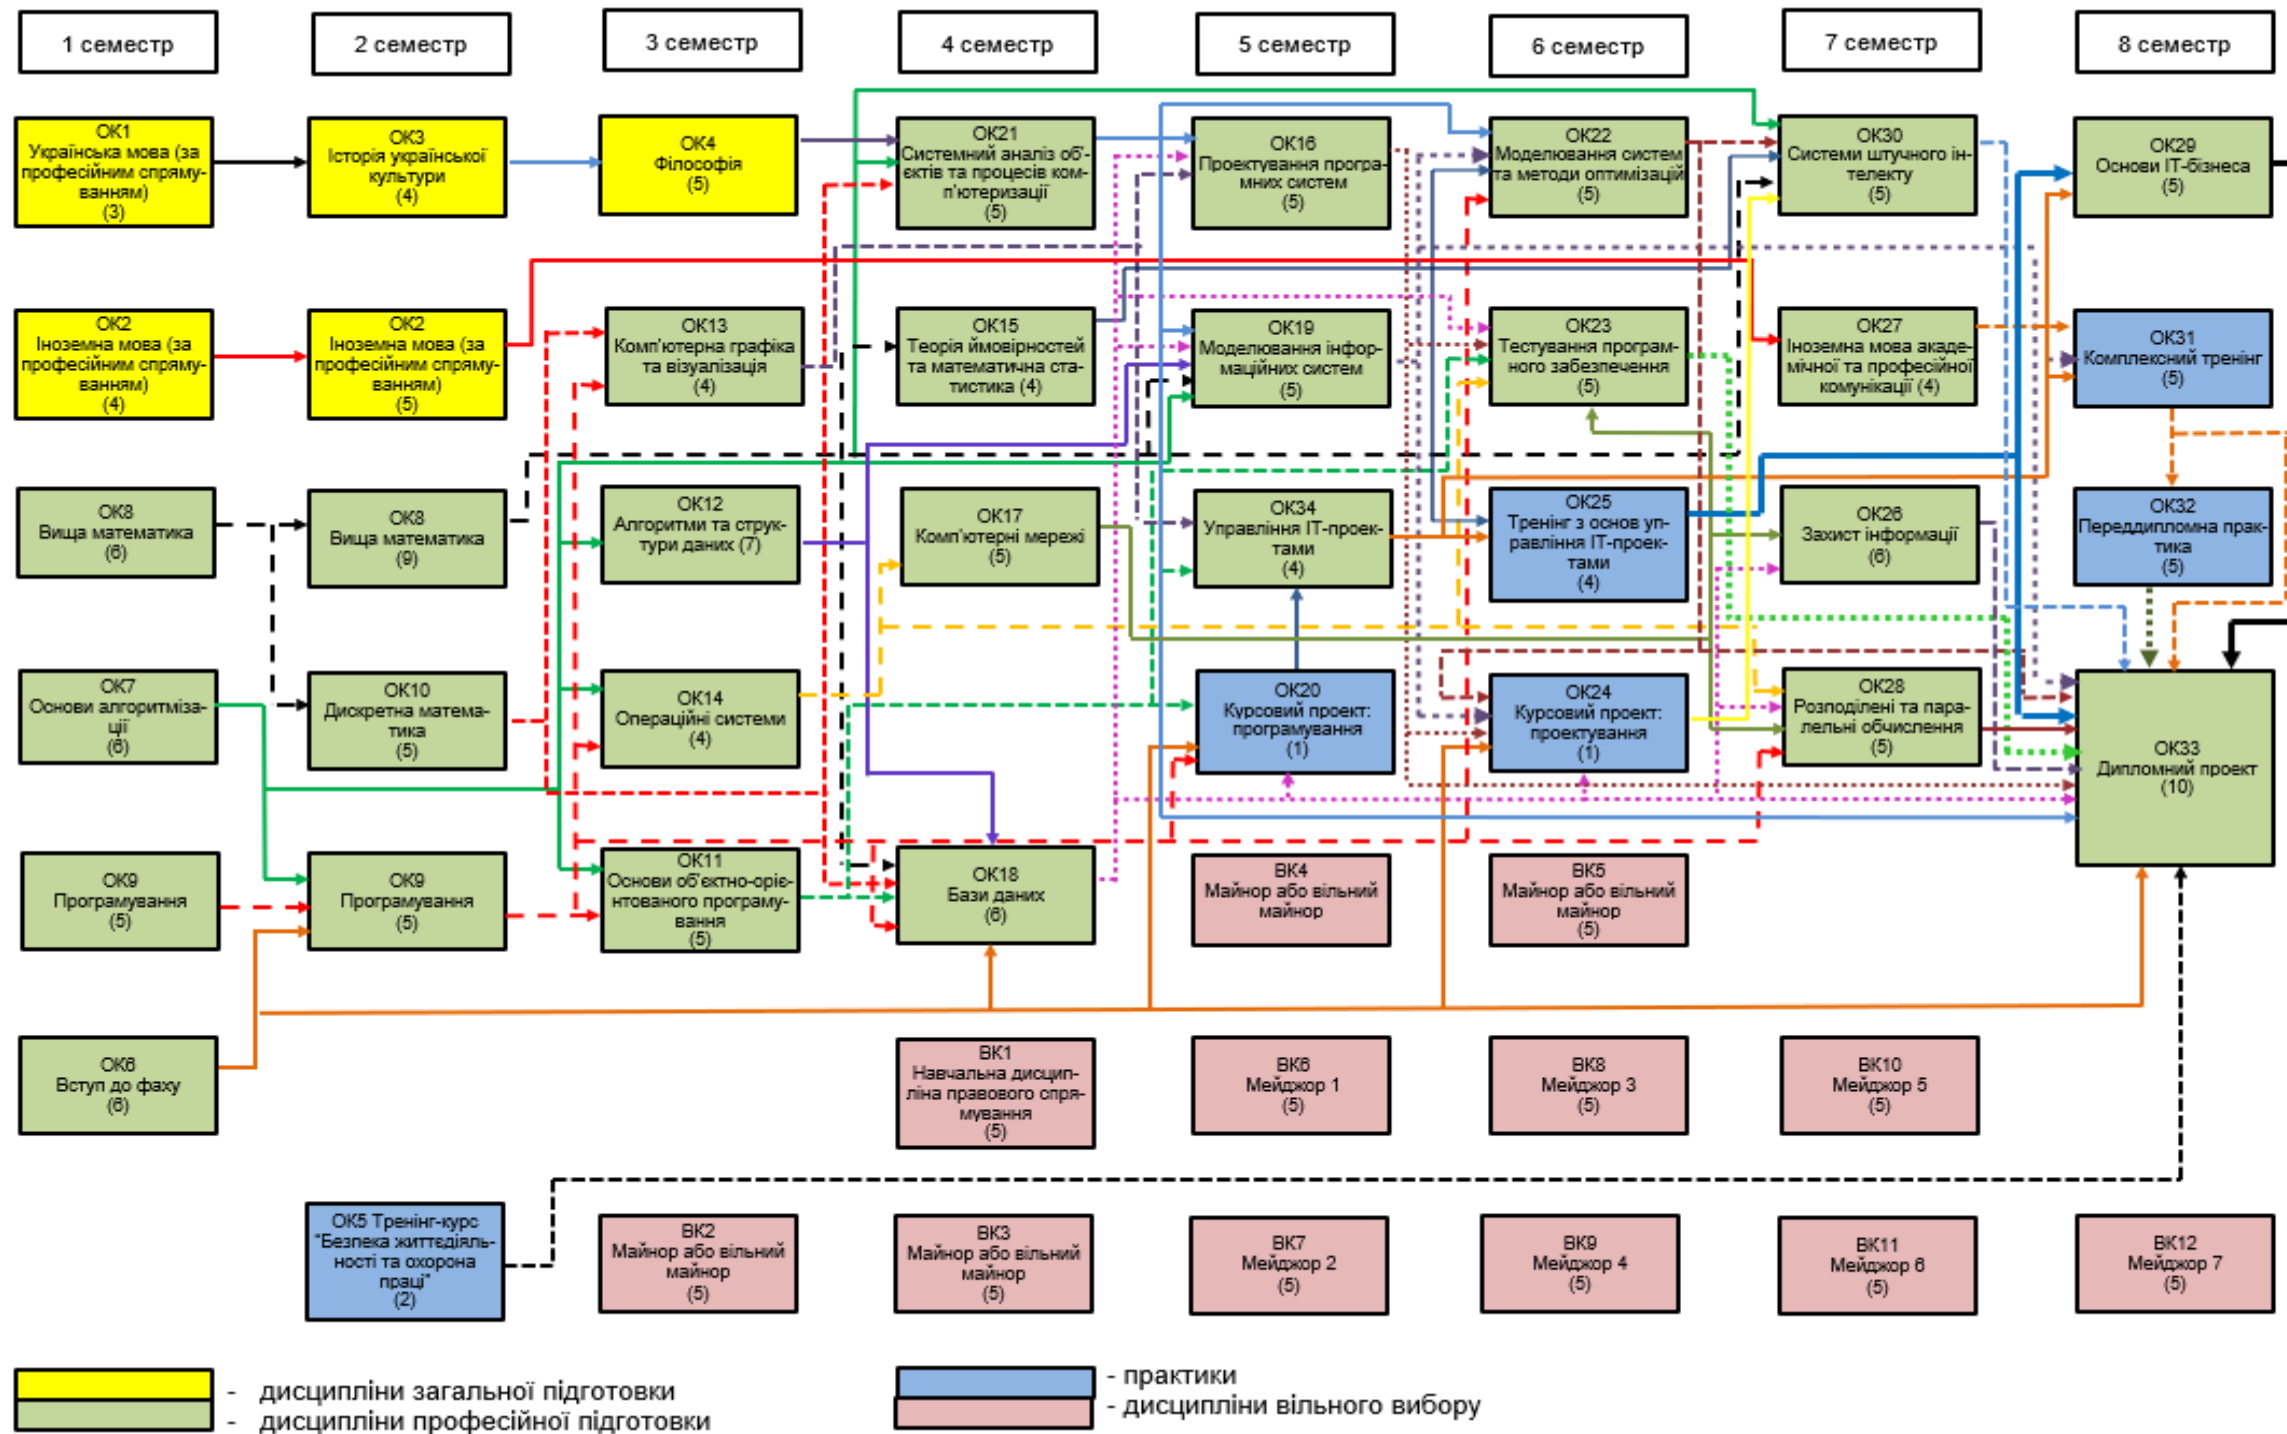 1 семестр
2 семестр
3 семестр
4 семестр
5 семестр
6 семестр
7 семестр
8 семестр
ОК1
Українська мова (за
професійним спряму-
ванням)
(3)
ОК3
Історія української
культури
(4)
ОК4
Філософія
(5)
ОК21
Системний аналіз об'-
єктів та процесів ком-
п'ютеризації
(5)
ОК16
Проектування програ-
мних систем
(5)
ОК22
Моделювання систем
та методи оптимізацій
(5)
ОК30
Системи штучного ін-
телекту
(5)
ОК29
Основи ІТ-бізнеса
(5)
ОК2
Іноземна мова (за
професійним спряму-
ванням)
(4)
ОК2
Іноземна мова (за
професійним спряму-
ванням)
(5)
ОК13
Комп'ютерна графіка
та візуалізація
(4)
ОК15
Теорія ймовірностей
та математична ста-
тистика (4)
ОК19
Моделювання інфор-
маційних систем
(5)
ОК23
Тестування програм-
ного забезпечення
(5)
ОК27
Іноземна мова акаде-
мічної та професійної
комунікації (4)
ОК31
Комплексний тренінг
(5)
ОК8
Вища математика
(6)
ОК8
Вища математика
(9)
ОК12
Алгоритми та струк-
тури даних (7)
ОК17
Комп'ютерні мережі
(5)
ОК34
Управління ІТ-проек-
тами
(4)
ОК25
Тренінг з основ уп-
равління ІТ-проек-
тами
(4)
ОК26
Захист інформації
(6)
ОК32
Переддипломна прак-
тика
(5)
ОК7
Основи алгоритміза-
ції
(6)
ОК10
Дискретна матема-
тика
(5)
ОК14
Операційні системи
(4)
ОК20
Курсовий проект:
програмування
(1)
ОК24
Курсовий проект:
проектування
(1)
ОК28
Розподілені та пара-
лельні обчислення
(5)
ОК33
Дипломний проект
(10)
ОК9
Програмування
(5)
ОК9
Програмування
(5)
ОК11
Основи об'єктно-оріє-
нтованого програму-
вання
(5)
ОК18
Бази даних
(6)
ВК4
Майнор або вільний
майнор
ВК5
Майнор або вільний
майнор
(5)
ОК6
Вступ до фаху
(6)
ВК1
Навчальна дисцип-
ліна правового спря-
мування
(5)
ВК6
Мейджор 1
(5)
ВК8
Мейджор 3
(5)
ВК10
Мейджор 5
(5)
ОК5 Тренінг-курс
"Безпека життєдіяль-
ності та охорона
праці"
(2)
ВК2
Майнор або вільний
майнор
(5)
ВК3
Майнор або вільний
майнор
(5)
ВК7
Мейджор 2
(5)
ВК9
Мейджор 4
(5)
ВК11
Мейджор 6
(5)
ВК12
Мейджор 7
(5)
- дисципліни загальної підготовки
- дисципліни професійної підготовки
- практики
- дисципліни вільного вибору